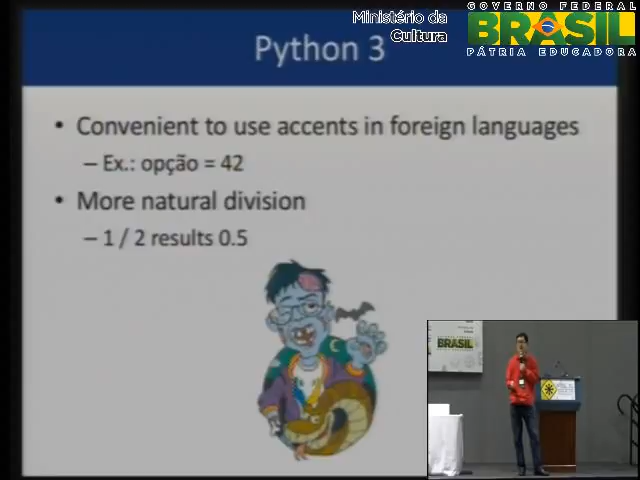 Ministério da
Cultura
GOVERNO FEDERAL
BRASIL
PÁTRIA EDUCADORA
Python 3
• Convenient to use accents in foreign languages
– Ex.: opção = 42
• More natural division
– 1 / 2 results 0.5
BRASIL